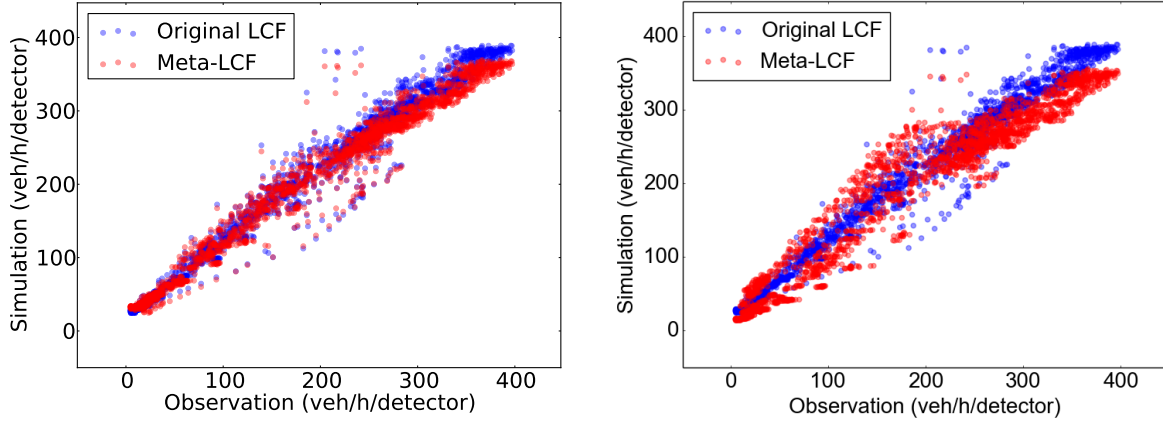 Original LCF
Meta-LCF
400
300
200
100
0
Simulation (veh/h/detector)
0 100 200 300 400
Observation (veh/h/detector)
Original LCF
Meta-LCF
400
300
200
100
0
Simulation (veh/h/detector)
0 100 200 300 400
Observation (veh/h/detector)